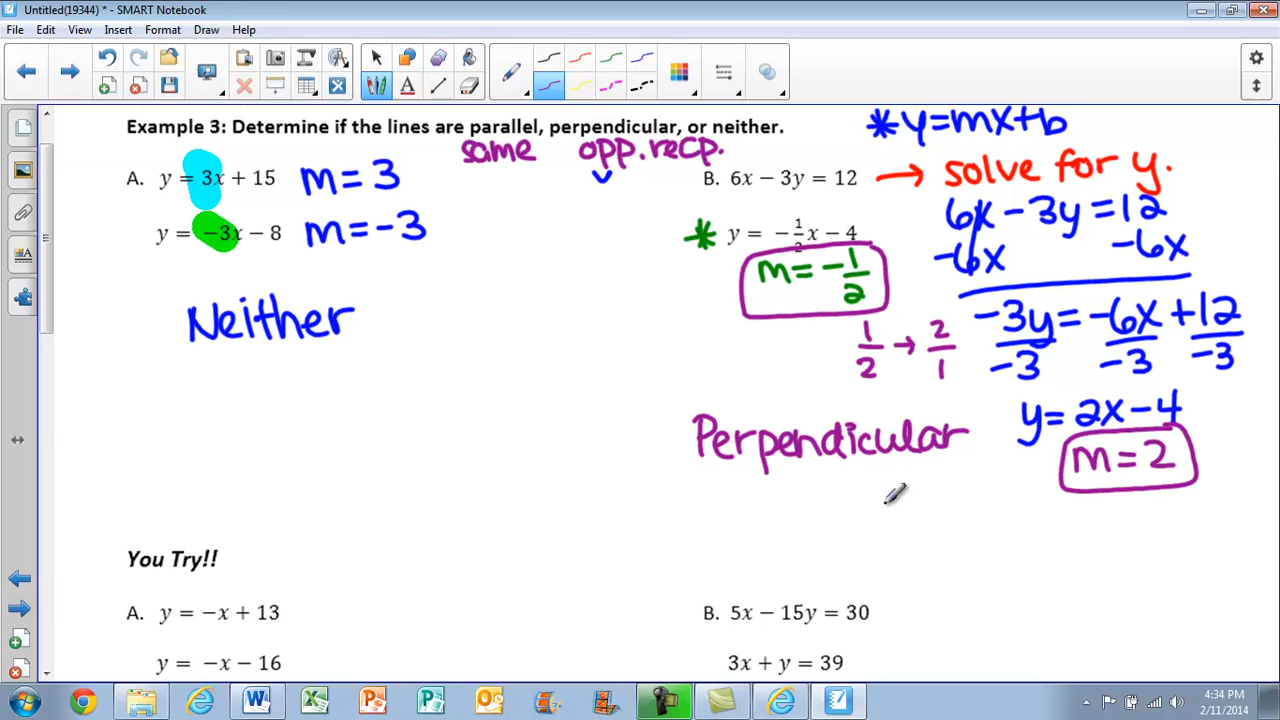 Untitled(19344) * - SMART Notebook
File Edit View Insert Format Draw Help
Example 3: Determine if the lines are parallel, perpendicular, or neither.
same opp. recp.
*y=mx+b
A. y = 3x + 15 m = 3
B. 6x − 3y = 12 → solve for y.
y = −3x − 8 m = -3
* y = −1/2x − 4
6x - 3y = 12
-6x -6x
m = -1/2
Neither
-3y = -6x + 12
-3 -3 -3
1/2 → 2/1
y = 2x - 4
Perpendicular
m = 2
You Try!!
A. y = −x + 13
B. 5x − 15y = 30
y = −x − 16
3x + y = 39
4:34 PM
2/11/2014